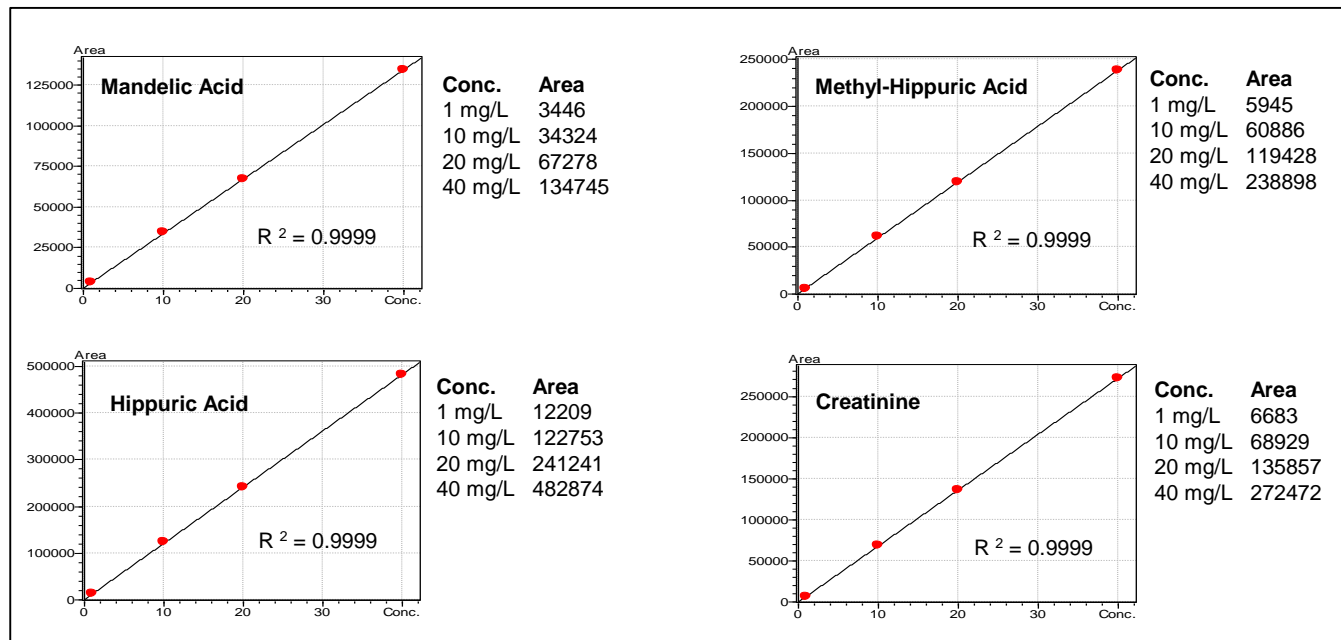 Area
Mandelic Acid
125000
100000
75000
50000
25000
0
R ² = 0.9999
0 10 20 30 Conc.
Conc. Area
1 mg/L 3446
10 mg/L 34324
20 mg/L 67278
40 mg/L 134745
Area
Methyl-Hippuric Acid
250000
200000
150000
100000
50000
0
R ² = 0.9999
0 10 20 30 Conc.
Conc. Area
1 mg/L 5945
10 mg/L 60886
20 mg/L 119428
40 mg/L 238898
Area
Hippuric Acid
500000
400000
300000
200000
100000
0
R ² = 0.9999
0 10 20 30 Conc.
Conc. Area
1 mg/L 12209
10 mg/L 122753
20 mg/L 241241
40 mg/L 482874
Area
Creatinine
250000
200000
150000
100000
50000
0
R ² = 0.9999
0 10 20 30 Conc.
Conc. Area
1 mg/L 6683
10 mg/L 68929
20 mg/L 135857
40 mg/L 272472